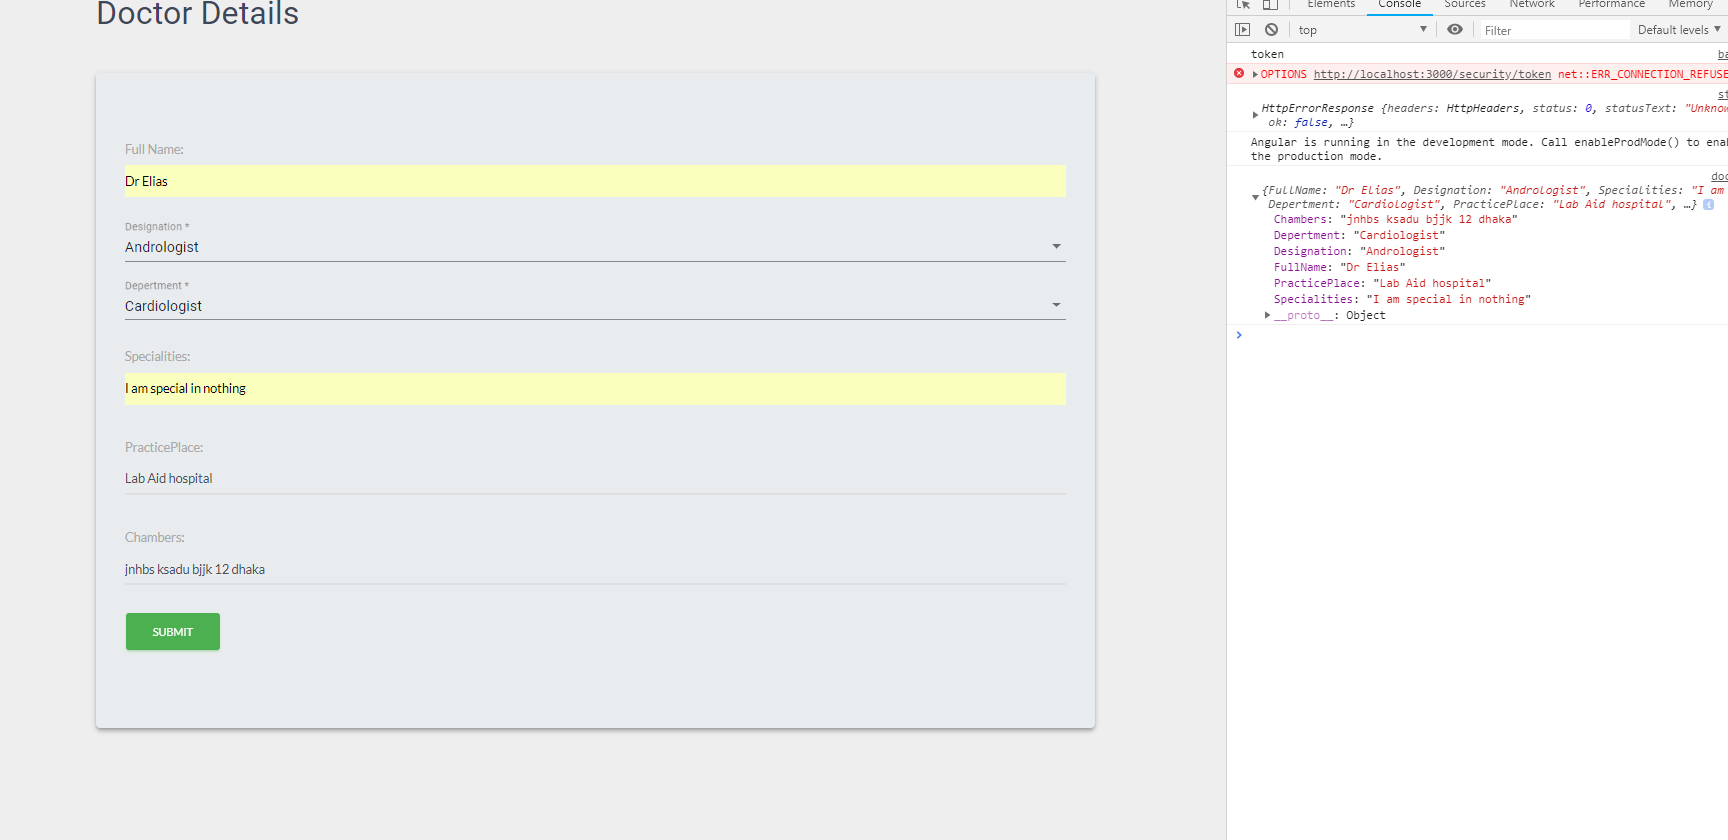 Doctor Details
Full Name:
Dr Elias
Designation *
Andrologist
Depertment *
Cardiologist
Specialities:
I am special in nothing
PracticePlace:
Lab Aid hospital
Chambers:
jnhbs ksadu bjjk 12 dhaka
SUBMIT
Elements Console Sources Network Performance Memory
top Filter Default levels
token ba
OPTIONS http://localhost:3000/security/token net::ERR_CONNECTION_REFUSE
st
HttpErrorResponse {headers: HttpHeaders, status: 0, statusText: "Unknow
ok: false, …}
Angular is running in the development mode. Call enableProdMode() to enab
the production mode.
doc
{FullName: "Dr Elias", Designation: "Andrologist", Specialities: "I am
Depertment: "Cardiologist", PracticePlace: "Lab Aid hospital", …} i
Chambers: "jnhbs ksadu bjjk 12 dhaka"
Depertment: "Cardiologist"
Designation: "Andrologist"
FullName: "Dr Elias"
PracticePlace: "Lab Aid hospital"
Specialities: "I am special in nothing"
__proto__: Object